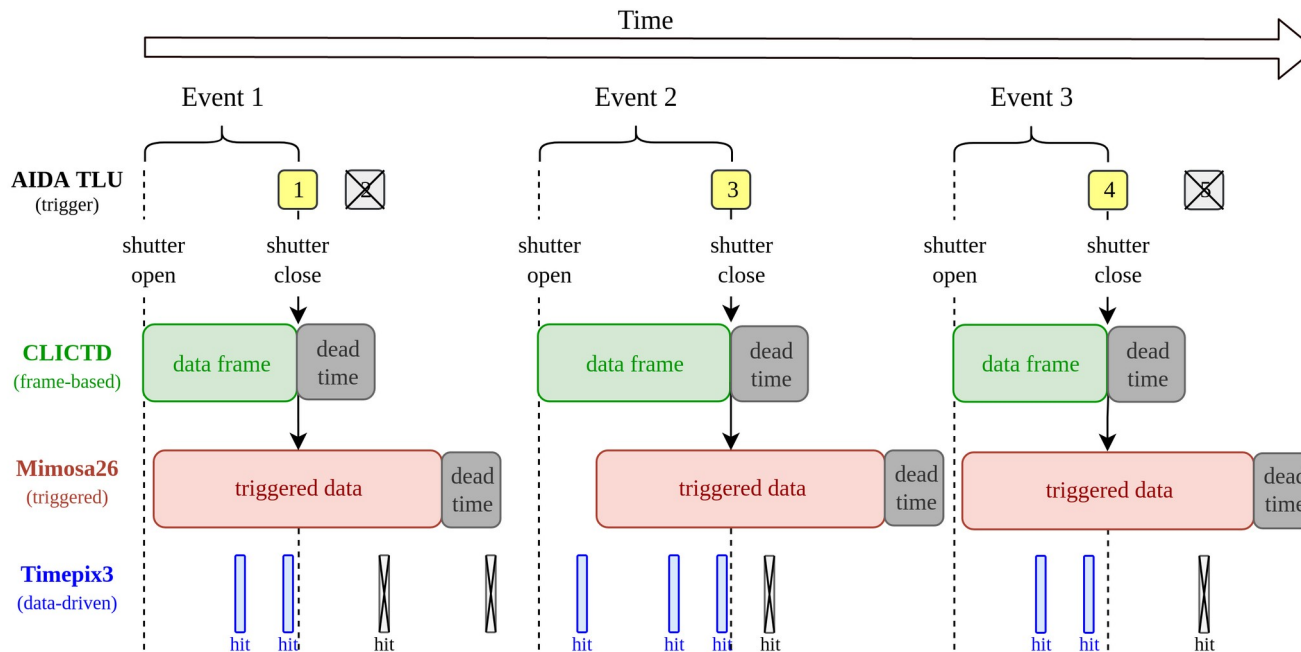 Time
Event 1 Event 2 Event 3
AIDA TLU
(trigger)
1 2 3 4 5
shutter open
shutter close
shutter open
shutter close
shutter open
shutter close
CLICTD
(frame-based)
data frame
dead time
data frame
dead time
data frame
dead time
Mimosa26
(triggered)
triggered data
dead time
triggered data
dead time
triggered data
dead time
Timepix3
(data-driven)
hit hit hit hit hit hit hit hit hit hit